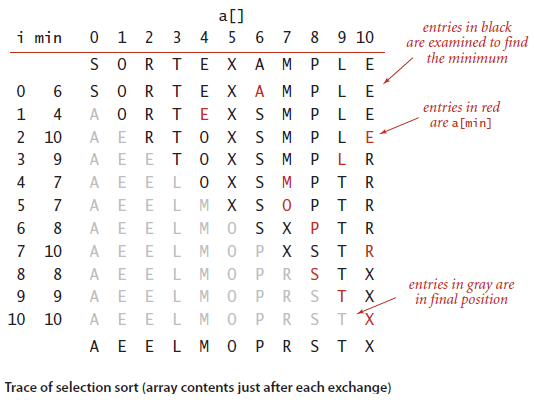 a[]
i min 0 1 2 3 4 5 6 7 8 9 10
S O R T E X A M P L E
0 6 S O R T E X A M P L E
1 4 A O R T E X S M P L E
2 10 A E R T O X S M P L E
3 9 A E E T O X S M P L R
4 7 A E E L O X S M P T R
5 7 A E E L M X S O P T R
6 8 A E E L M O S X P T R
7 10 A E E L M O P X S T R
8 8 A E E L M O P R S T X
9 9 A E E L M O P R S T X
10 10 A E E L M O P R S T X
A E E L M O P R S T X
entries in black
are examined to find
the minimum
entries in red
are a[min]
entries in gray are
in final position
Trace of selection sort (array contents just after each exchange)